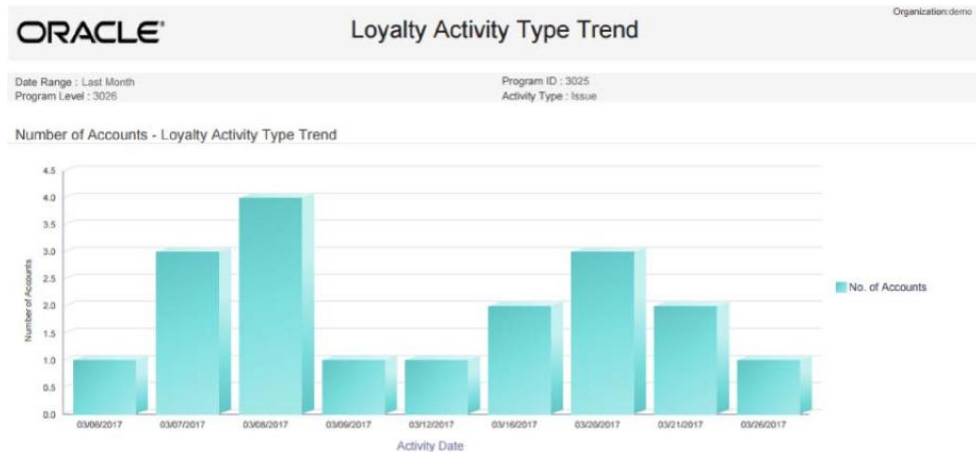 Organization:demo
ORACLE®
Loyalty Activity Type Trend
Date Range : Last Month
Program ID : 3025
Program Level : 3026
Activity Type : Issue
Number of Accounts - Loyalty Activity Type Trend
4.5
4.0
3.5
3.0
2.5
2.0
1.5
1.0
0.5
0.0
Number of Accounts
No. of Accounts
03/06/2017 03/07/2017 03/08/2017 03/09/2017 03/12/2017 03/16/2017 03/20/2017 03/21/2017 03/26/2017
Activity Date